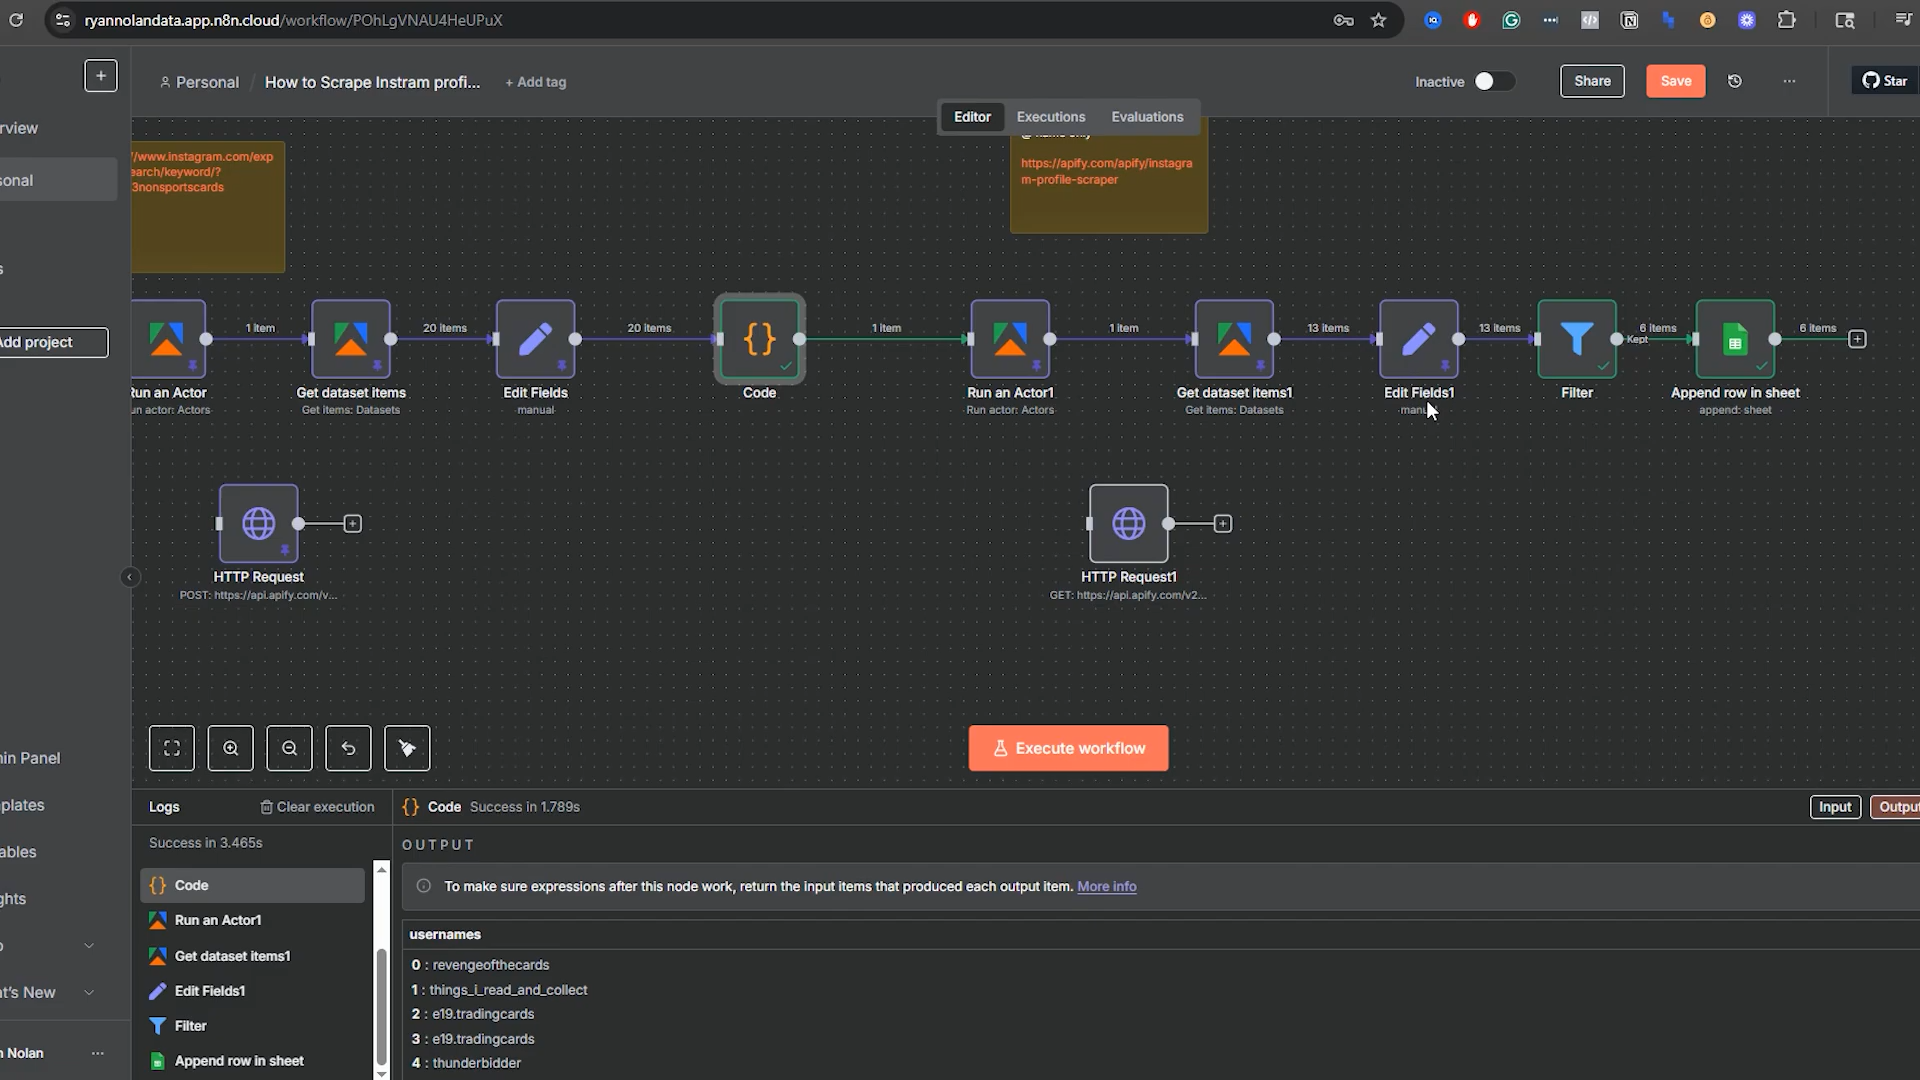 ryannolandata.app.n8n.cloud/workflow/POhLgVNAU4HeUPuX
Personal / How to Scrape Instram profi... + Add tag
Inactive
Share
Save
...
Star
Editor Executions Evaluations
rview
sonal
s
Add project
nin Panel
plates
ables
ghts
p
at's New
n Nolan
...
/www.instagram.com/exp
earch/keyword/?
3nonsportscards
https://apify.com/apify/instagra
m-profile-scraper
1 item
20 items
20 items
1 item
1 item
13 items
13 items
6 items
Kept
6 items
Run an Actor
un actor: Actors
Get dataset items
Get items: Datasets
Edit Fields
manual
{}
Code
Run an Actor1
Run actor: Actors
Get dataset items1
Get items: Datasets
Edit Fields1
Filter
Append row in sheet
append: sheet
HTTP Request
POST: https://api.apify.com/v...
HTTP Request1
GET: https://api.apify.com/v2...
Execute workflow
Logs
Clear execution
{} Code Success in 1.789s
Input
Output
Success in 3.465s
{} Code
Run an Actor1
Get dataset items1
Edit Fields1
Filter
Append row in sheet
OUTPUT
To make sure expressions after this node work, return the input items that produced each output item. More info
usernames
0 : revengeofthecards
1 : things_i_read_and_collect
2 : e19.tradingcards
3 : e19.tradingcards
4 : thunderbidder